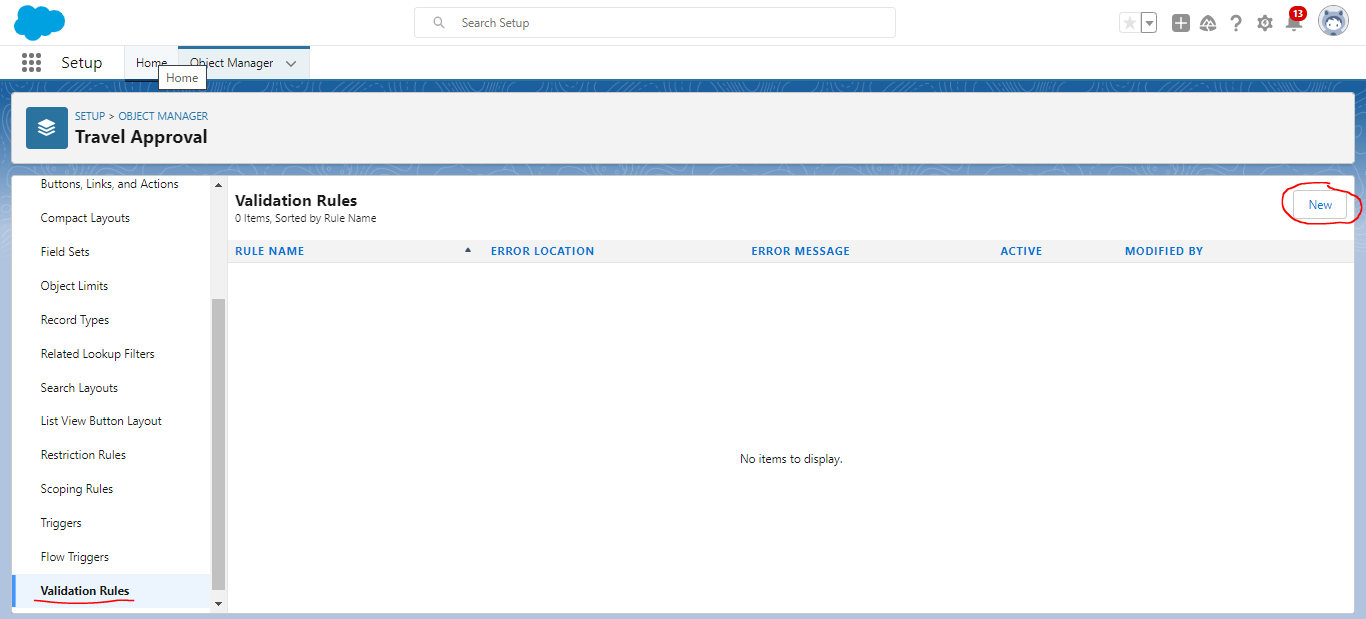 Search Setup
13
Setup
Home
Object Manager
Home
SETUP > OBJECT MANAGER
Travel Approval
Buttons, Links, and Actions
Compact Layouts
Field Sets
Object Limits
Record Types
Related Lookup Filters
Search Layouts
List View Button Layout
Restriction Rules
Scoping Rules
Triggers
Flow Triggers
Validation Rules
Validation Rules
0 Items, Sorted by Rule Name
New
RULE NAME
ERROR LOCATION
ERROR MESSAGE
ACTIVE
MODIFIED BY
No items to display.